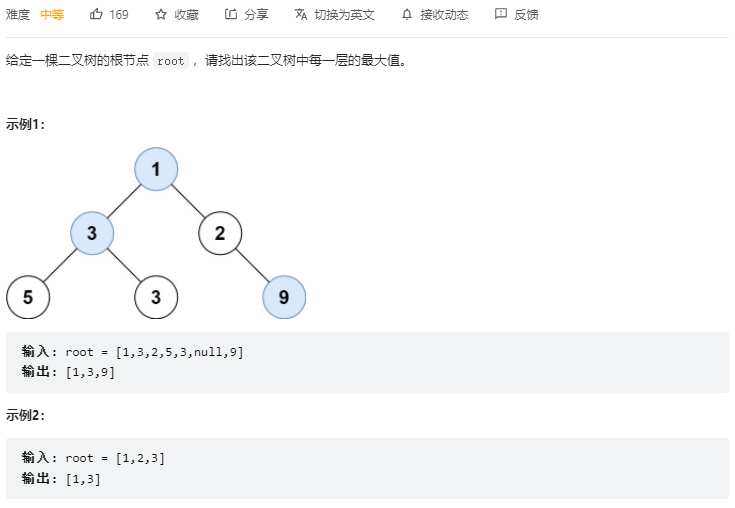 难度 中等 169 收藏 分享 切换为英文 接收动态 反馈
给定一棵二叉树的根节点 root ，请找出该二叉树中每一层的最大值。
示例1：
1
3 2
5 3 9
输入：root = [1,3,2,5,3,null,9]
输出：[1,3,9]
示例2：
输入：root = [1,2,3]
输出：[1,3]